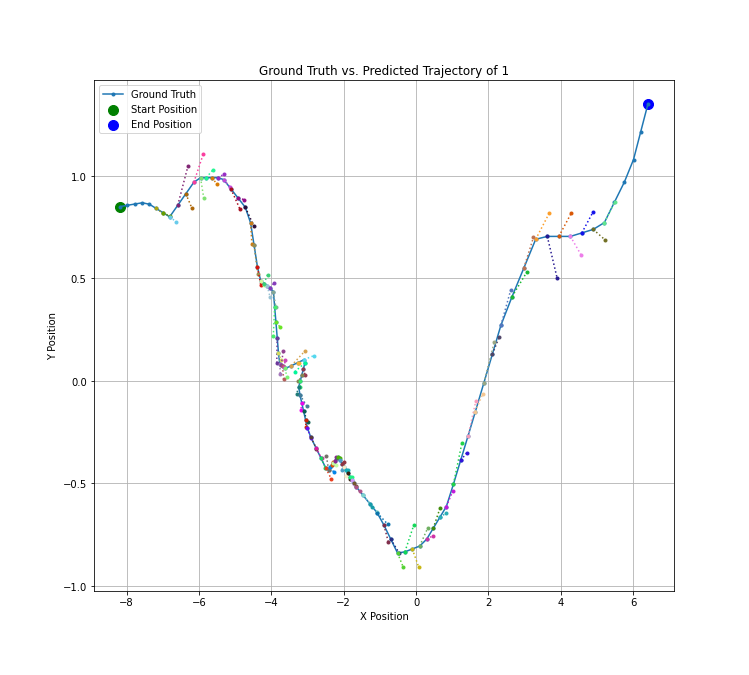 Ground Truth vs. Predicted Trajectory of 1
Ground Truth
Start Position
End Position
1.0
0.5
0.0
−0.5
−1.0
Y Position
−8 −6 −4 −2 0 2 4 6
X Position